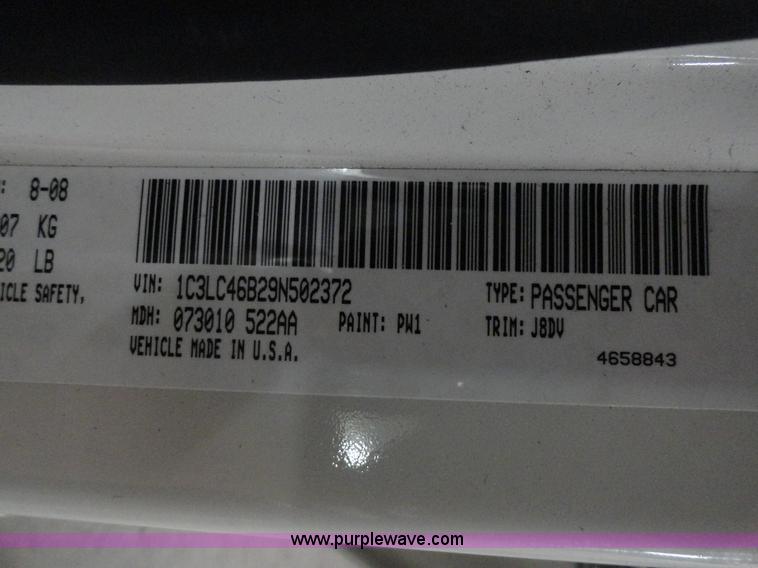 : 8-08
07 KG
20 LB
ICLE SAFETY,
VIN: 1C3LC46B29N502372 TYPE: PASSENGER CAR
MDH: 073010 522AA PAINT: PW1 TRIM: J8DV
VEHICLE MADE IN U.S.A. 4658843
www.purplewave.com